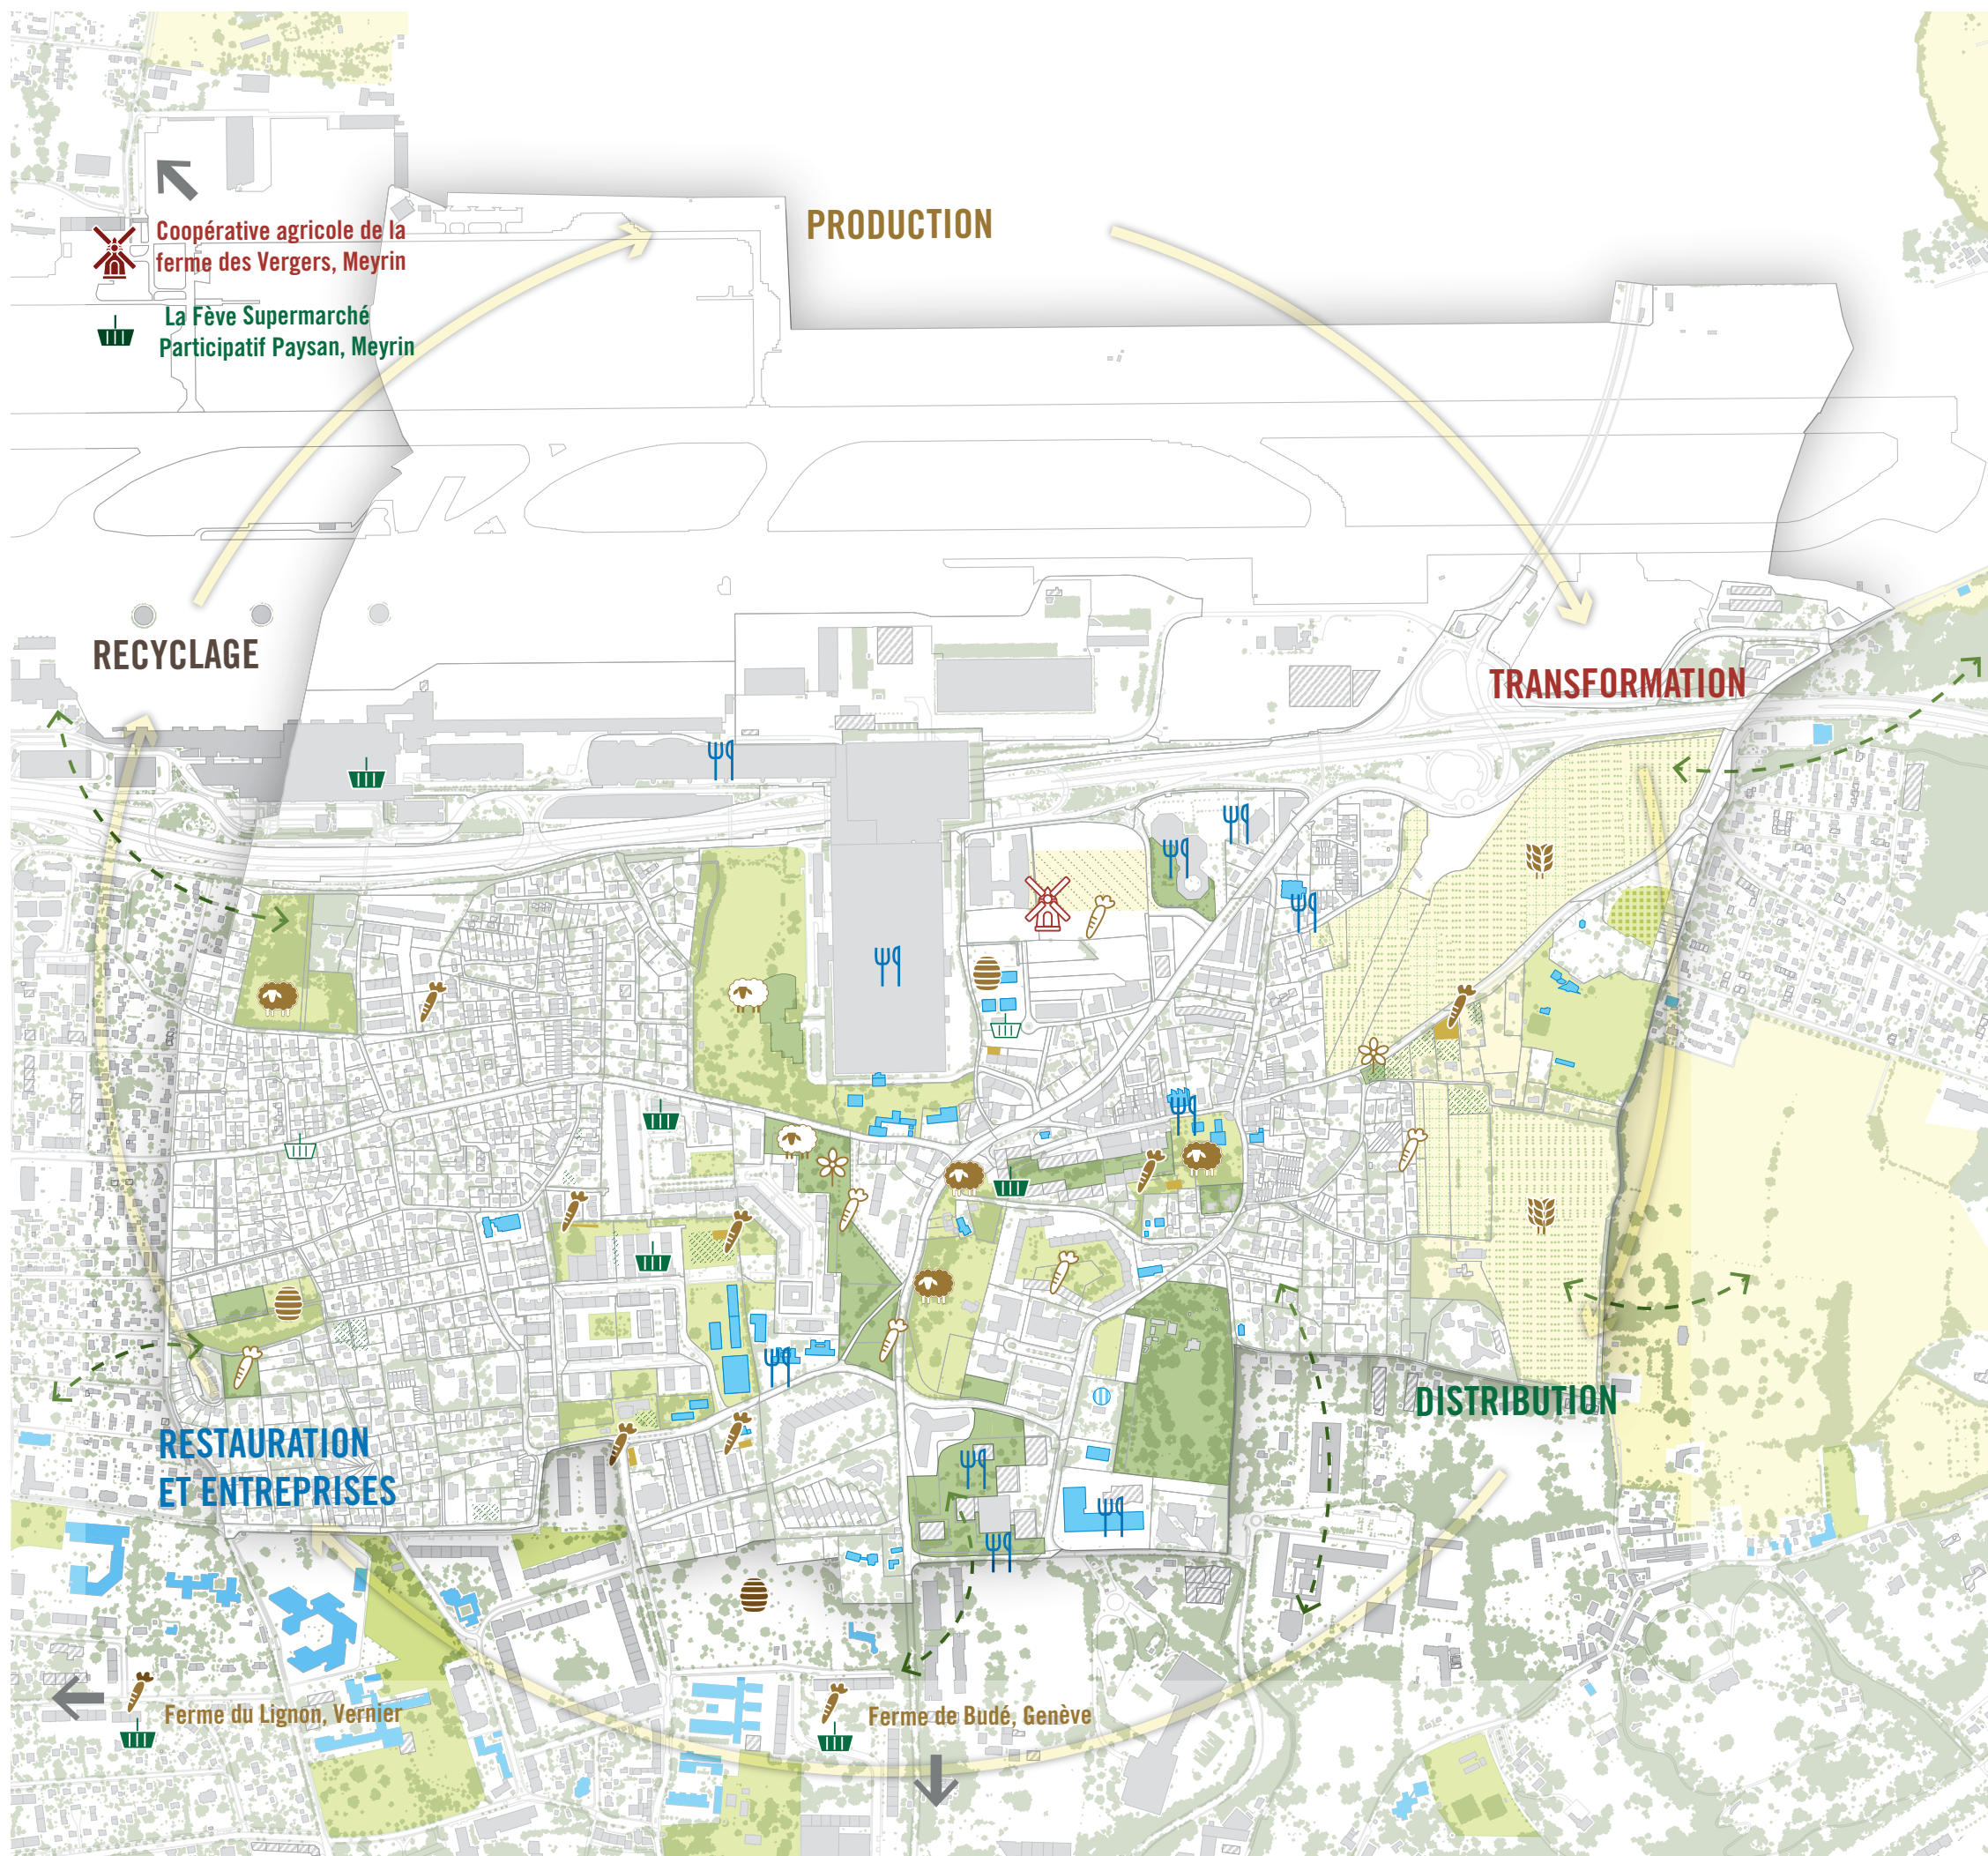 PRODUCTION
Coopérative agricole de la
ferme des Vergers, Meyrin
La Fève Supermarché
Participatif Paysan, Meyrin
RECYCLAGE
TRANSFORMATION
DISTRIBUTION
RESTAURATION
ET ENTREPRISES
Ferme du Lignon, Vernier
Ferme de Budé, Genève